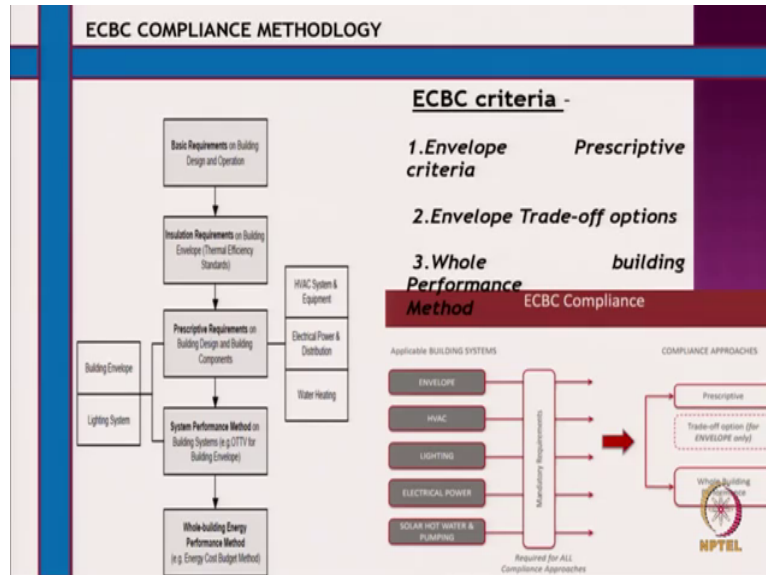 ECBC COMPLIANCE METHODLOGY
ECBC criteria -
1.Envelope Prescriptive
criteria
2.Envelope Trade-off options
3.Whole building
Performance
Method
Basic Requirements on Building
Design and Operation
Insulation Requirements on Building
Envelope (Thermal Efficiency
Standards)
Prescriptive Requirements on
Building Design and Building
Components
System Performance Method on
Building Systems (e.g.OTTV for
Building Envelope)
Whole-building Energy
Performance Method
(e.g. Energy Cost Budget Method)
Building Envelope
Lighting System
HVAC System &
Equipment
Electrical Power &
Distribution
Water Heating
ECBC Compliance
Applicable BUILDING SYSTEMS
ENVELOPE
HVAC
LIGHTING
ELECTRICAL POWER
SOLAR HOT WATER &
PUMPING
Mandatory Requirements
Required for ALL
Compliance Approaches
COMPLIANCE APPROACHES
Prescriptive
Trade-off option (for
ENVELOPE only)
Whole Building
NPTEL